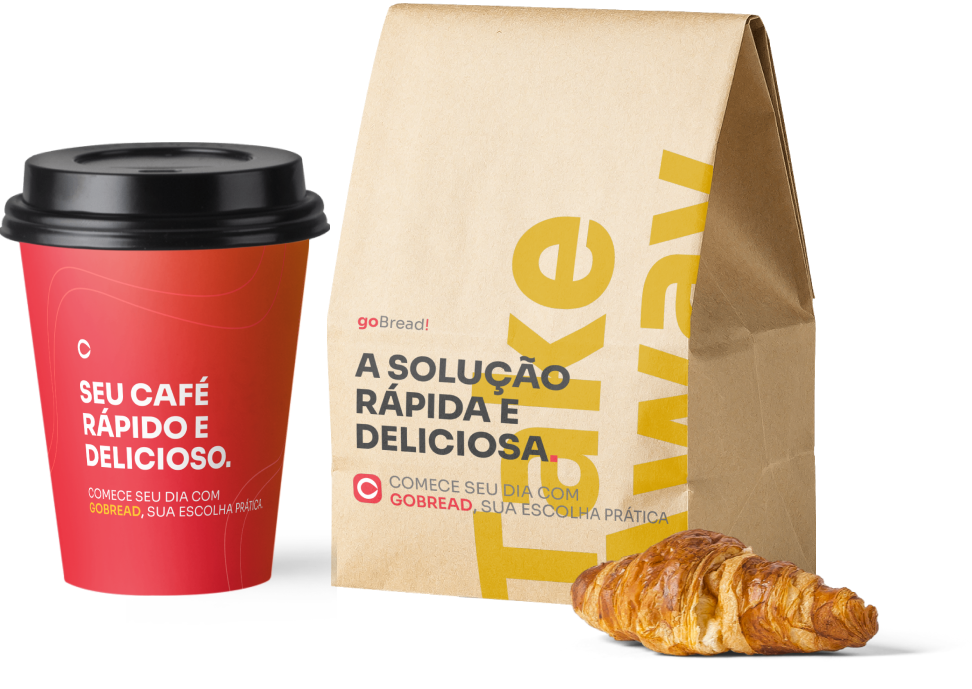 SEU CAFÉ
RÁPIDO E
DELICIOSO.
COMECE SEU DIA COM
GOBREAD, SUA ESCOLHA PRÁTICA.
goBread!
A SOLUÇÃO
RÁPIDA E
DELICIOSA.
COMECE SEU DIA COM
GOBREAD, SUA ESCOLHA PRÁTICA
Take
away